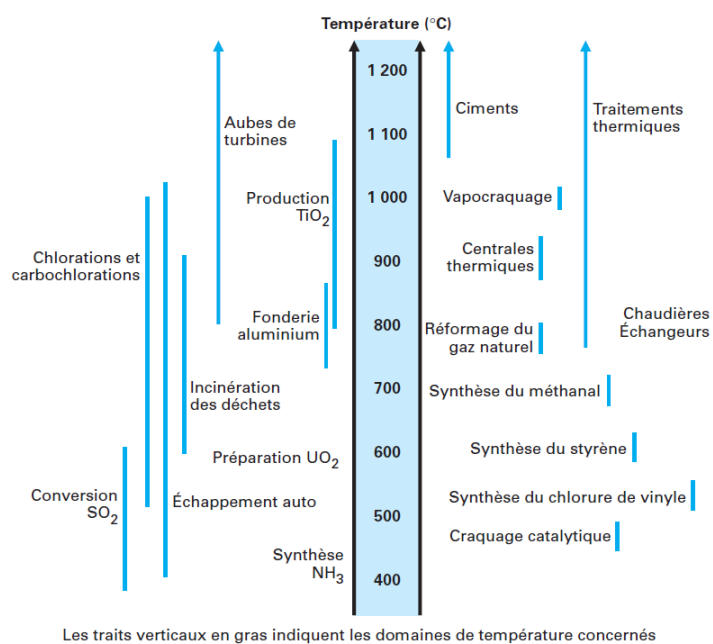 Température (°C)
1 200
1 100
1 000
900
800
700
600
500
400
Aubes de
turbines
Production
TiO2
Chlorations et
carbochlorations
Fonderie
aluminium
Incinération
des déchets
Préparation UO2
Conversion
SO2
Échappement auto
Synthèse
NH3
Ciments
Traitements
thermiques
Vapocraquage
Centrales
thermiques
Chaudières
Échangeurs
Réformage du
gaz naturel
Synthèse du méthanal
Synthèse du styrène
Synthèse du chlorure de vinyle
Craquage catalytique
Les traits verticaux en gras indiquent les domaines de température concernés